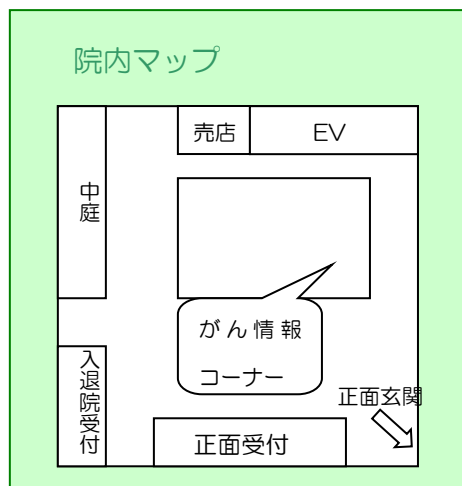 院内マップ
売店
EV
中庭
がん情報
コーナー
正面玄関
入退院受付
正面受付